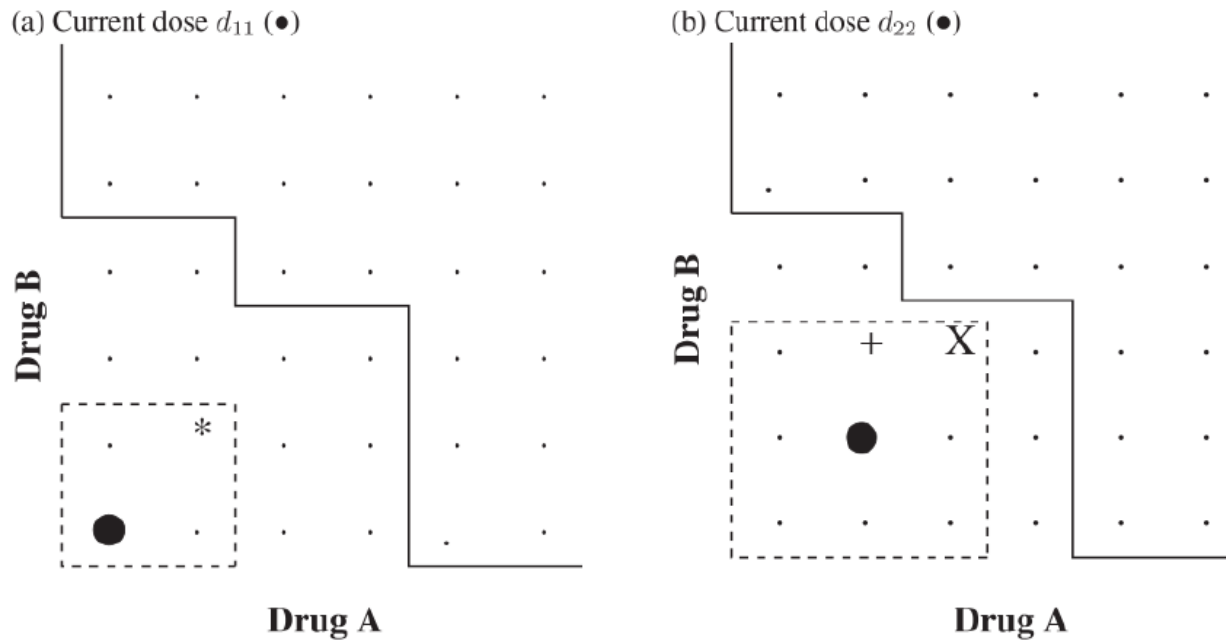 (a) Current dose d₁₁ (●)
Drug B
*
Drug A
(b) Current dose d₂₂ (●)
Drug B
+ X
Drug A